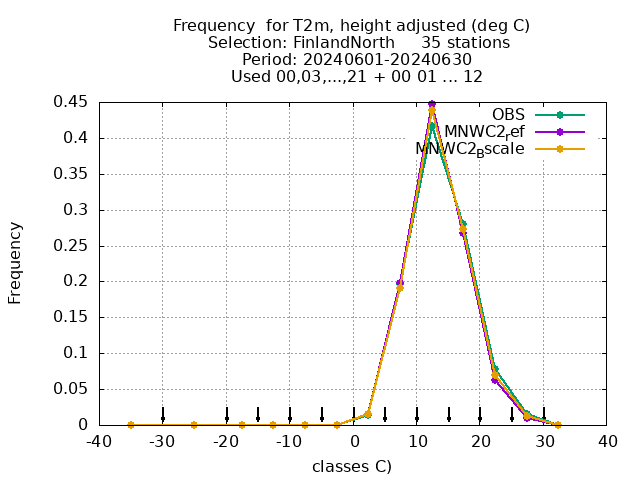 Frequency  for T2m, height adjusted (deg C)
Selection: FinlandNorth     35 stations
Period: 20240601-20240630
Used 00,03,...,21 + 00 01 ... 12
OBS
MNWC2ref
MNWC2Bscale
0.45
0.4
0.35
0.3
0.25
0.2
0.15
0.1
0.05
0
Frequency
-40 -30 -20 -10 0 10 20 30 40
classes C)